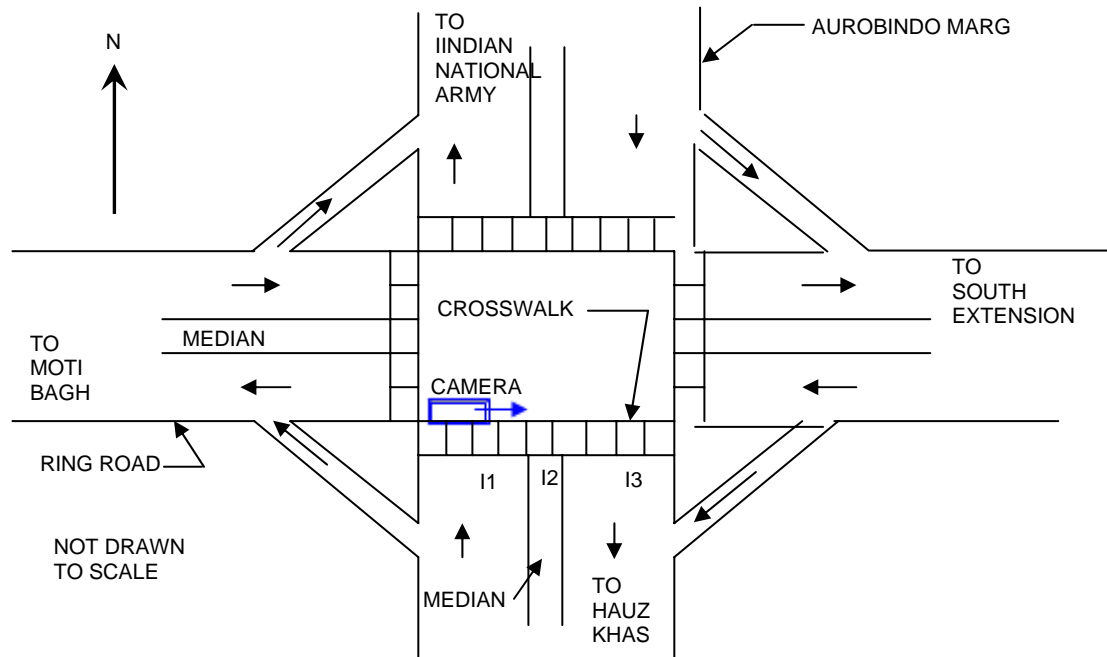 TO
IINDIAN
NATIONAL
ARMY
AUROBINDO MARG
N
CROSSWALK
TO
SOUTH
EXTENSION
MEDIAN
TO
MOTI
BAGH
CAMERA
RING ROAD
I1
I2
I3
NOT DRAWN
TO SCALE
MEDIAN
TO
HAUZ
KHAS